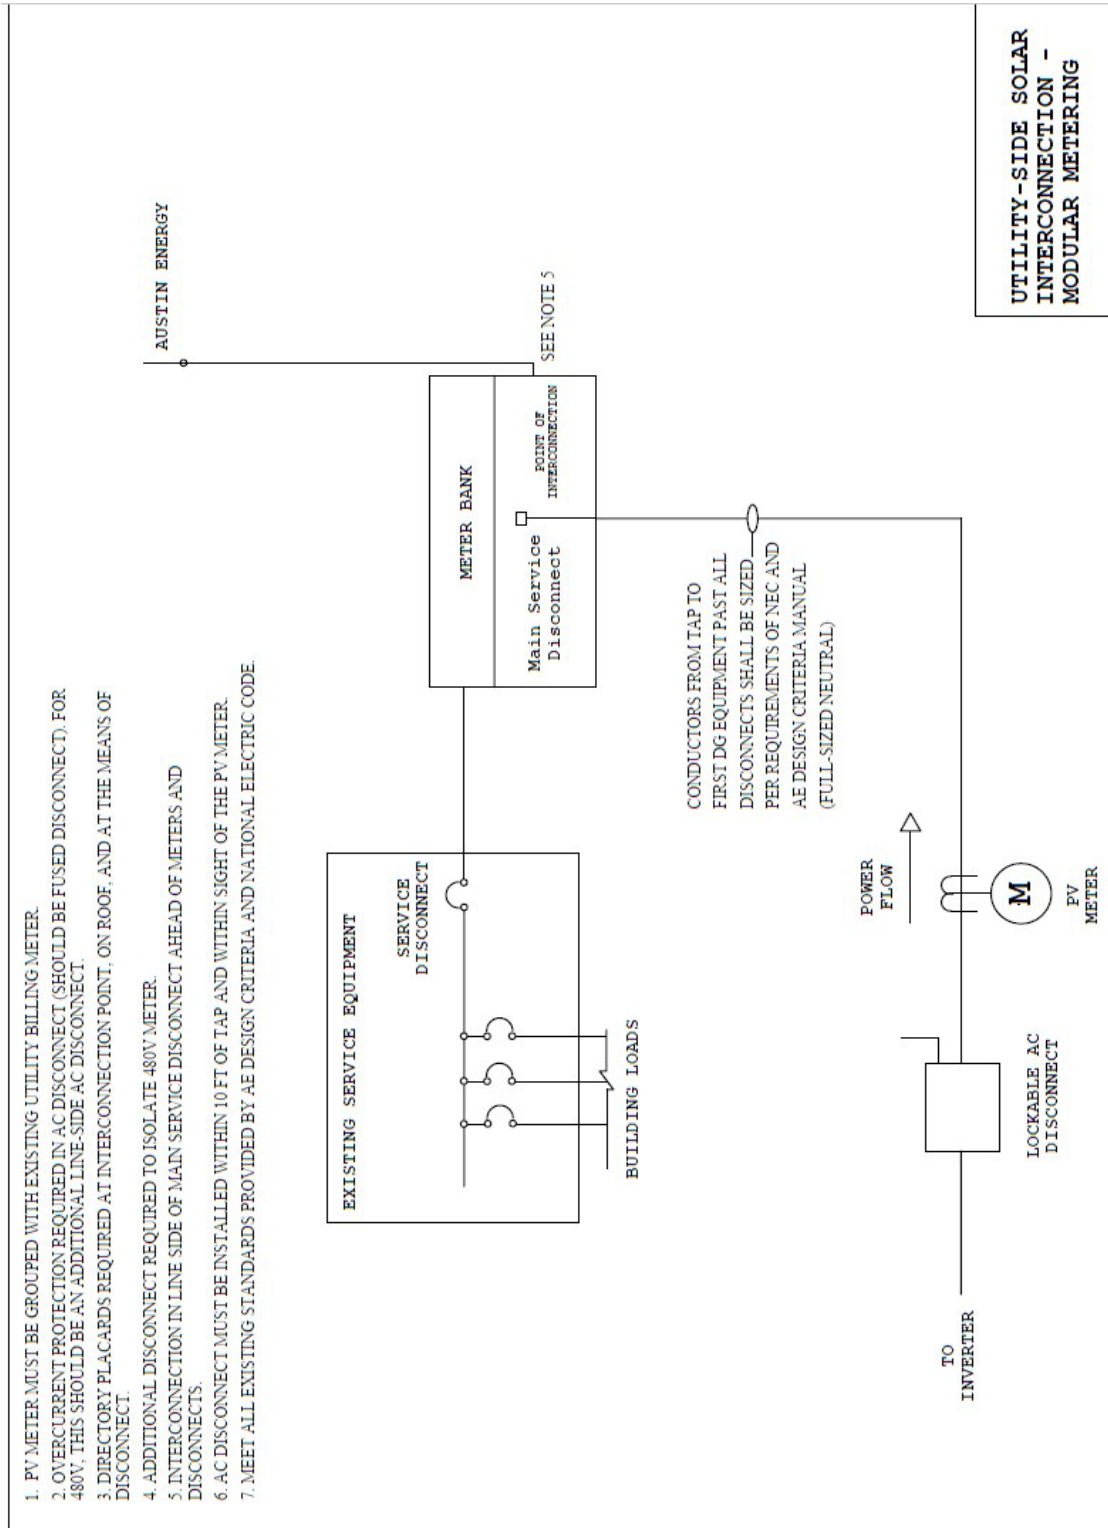 1. PV METER MUST BE GROUPED WITH EXISTING UTILITY BILLING METER.
2. OVERCURRENT PROTECTION REQUIRED IN AC DISCONNECT (SHOULD BE FUSED DISCONNECT). FOR
480V, THIS SHOULD BE AN ADDITIONAL LINE-SIDE AC DISCONNECT.
3. DIRECTORY PLACARDS REQUIRED AT INTERCONNECTION POINT, ON ROOF, AND AT THE MEANS OF
DISCONNECT.
4. ADDITIONAL DISCONNECT REQUIRED TO ISOLATE 480V METER.
5. INTERCONNECTION IN LINE SIDE OF MAIN SERVICE DISCONNECT AHEAD OF METERS AND
DISCONNECTS.
6. AC DISCONNECT MUST BE INSTALLED WITHIN 10 FT OF TAP AND WITHIN SIGHT OF THE PV METER.
7. MEET ALL EXISTING STANDARDS PROVIDED BY AE DESIGN CRITERIA AND NATIONAL ELECTRIC CODE.
AUSTIN ENERGY
EXISTING SERVICE EQUIPMENT
SERVICE
DISCONNECT
BUILDING LOADS
METER BANK
Main Service
Disconnect
POINT OF
INTERCONNECTION
SEE NOTE 5
CONDUCTORS FROM TAP TO
FIRST DG EQUIPMENT PAST ALL
DISCONNECTS SHALL BE SIZED
PER REQUIREMENTS OF NEC AND
AE DESIGN CRITERIA MANUAL
(FULL-SIZED NEUTRAL)
POWER
FLOW
M
PV
METER
LOCKABLE AC
DISCONNECT
TO
INVERTER
UTILITY-SIDE SOLAR
INTERCONNECTION -
MODULAR METERING